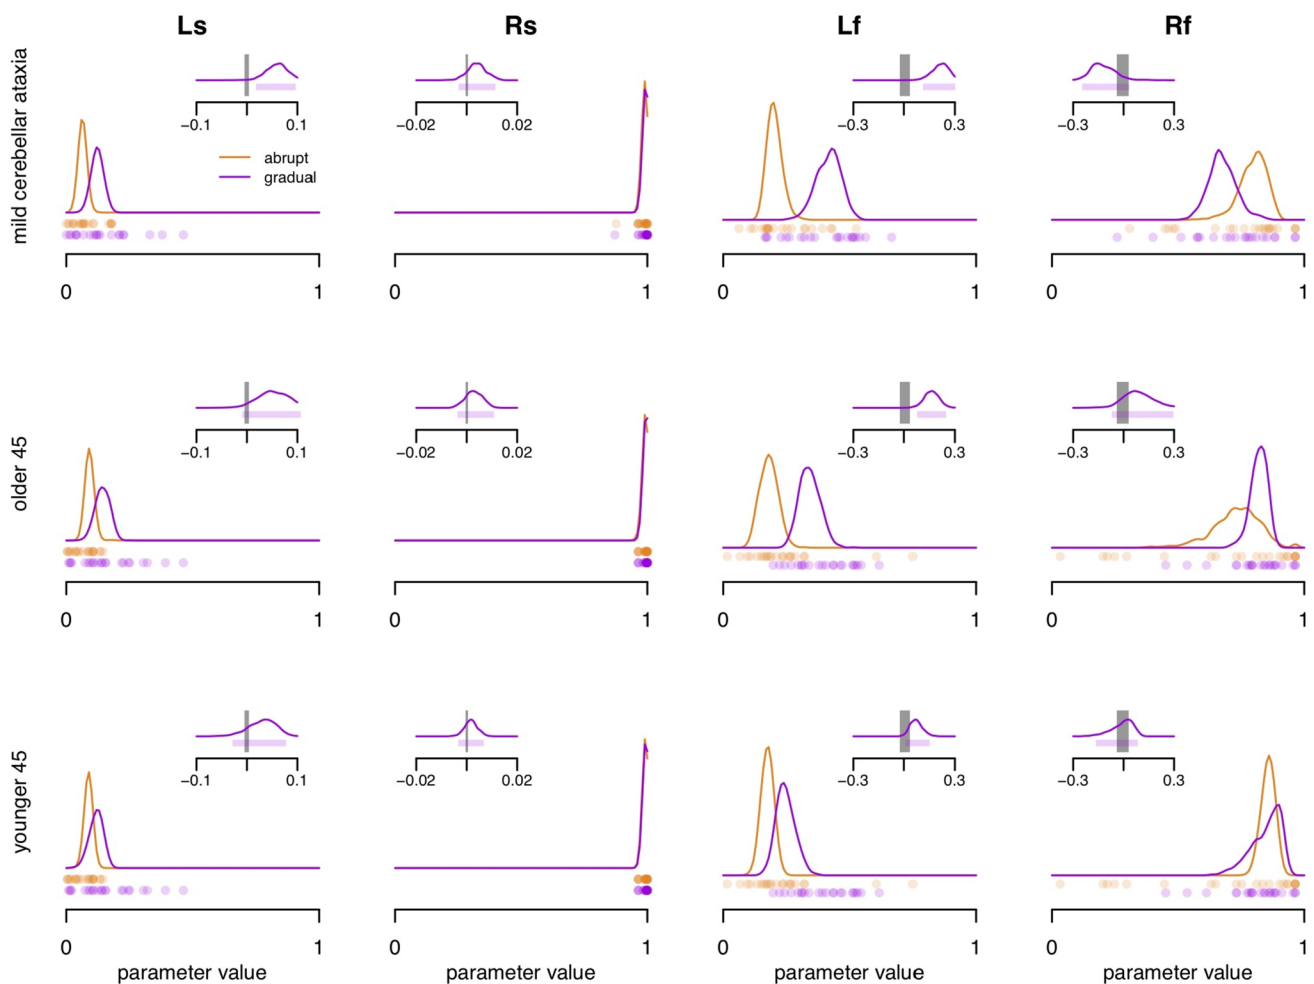 Ls Rs Lf Rf
mild cerebellar ataxia
−0.1 0.1 −0.02 0.02 −0.3 0.3 −0.3 0.3
abrupt
gradual
0 1 0 1 0 1 0 1
older 45
−0.1 0.1 −0.02 0.02 −0.3 0.3 −0.3 0.3
0 1 0 1 0 1 0 1
younger 45
−0.1 0.1 −0.02 0.02 −0.3 0.3 −0.3 0.3
0 1 0 1 0 1 0 1
parameter value parameter value parameter value parameter value